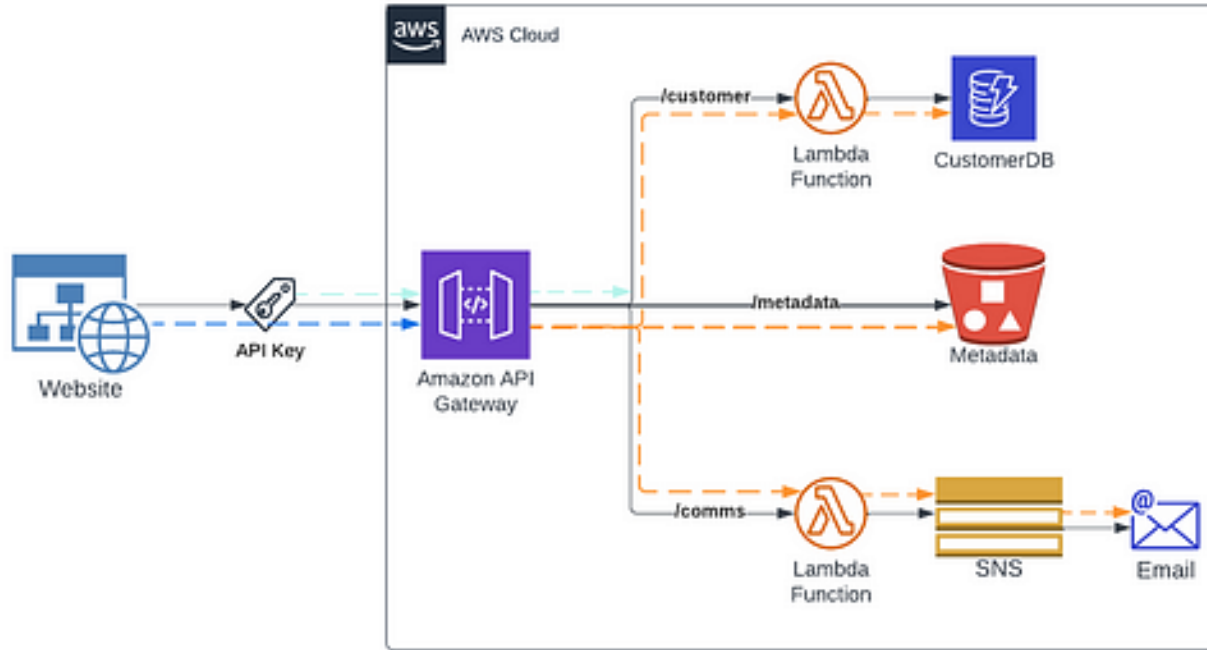 aws
AWS Cloud
/customer
Lambda
Function
CustomerDB
API Key
Website
</>
Amazon API
Gateway
/metadata
Metadata
/comms
Lambda
Function
SNS
@
Email